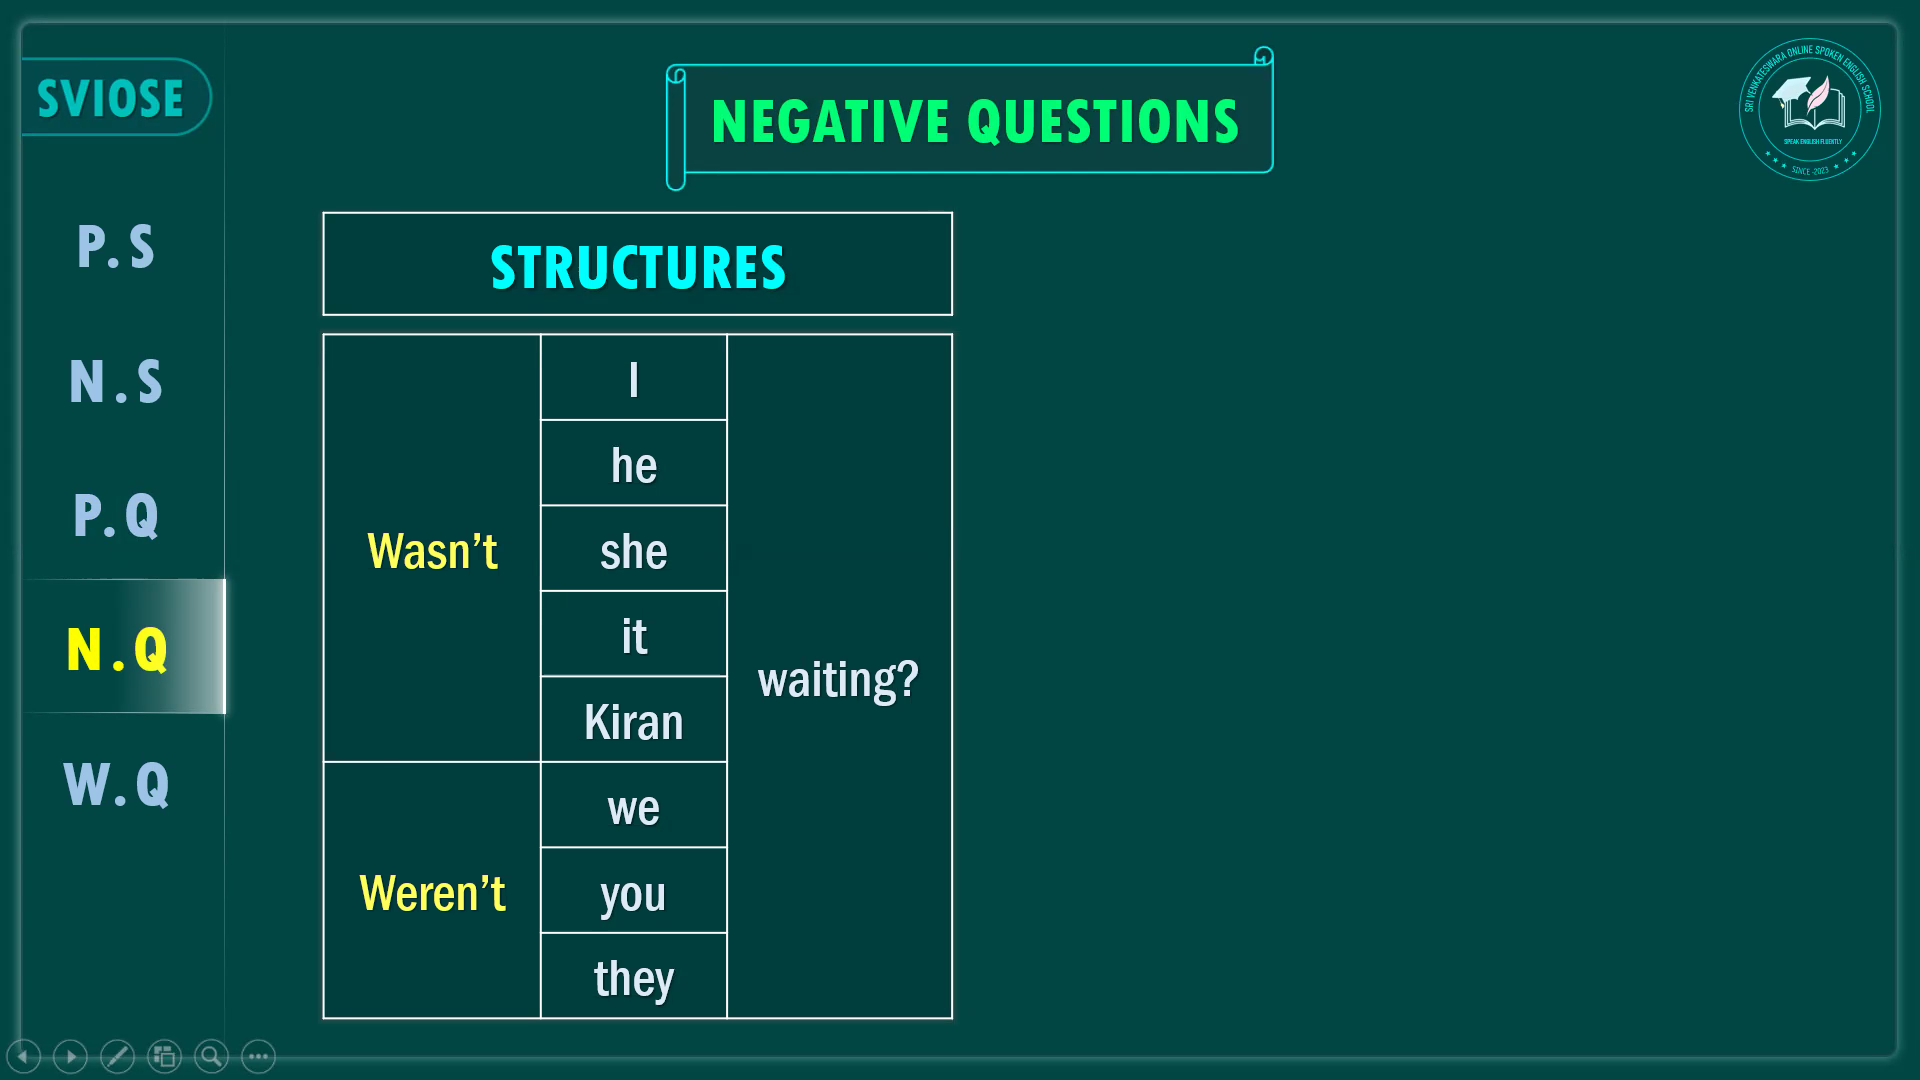 SVIOSE
NEGATIVE QUESTIONS
SRI VENKATESWARA ONLINE SPOKEN ENGLISH SCHOOL
SPEAK ENGLISH FLUENTLY
SINCE -2023
P.S
N.S
P.Q
N.Q
W.Q
STRUCTURES
Wasn’t
I
he
she
it
Kiran
waiting?
Weren’t
we
you
they